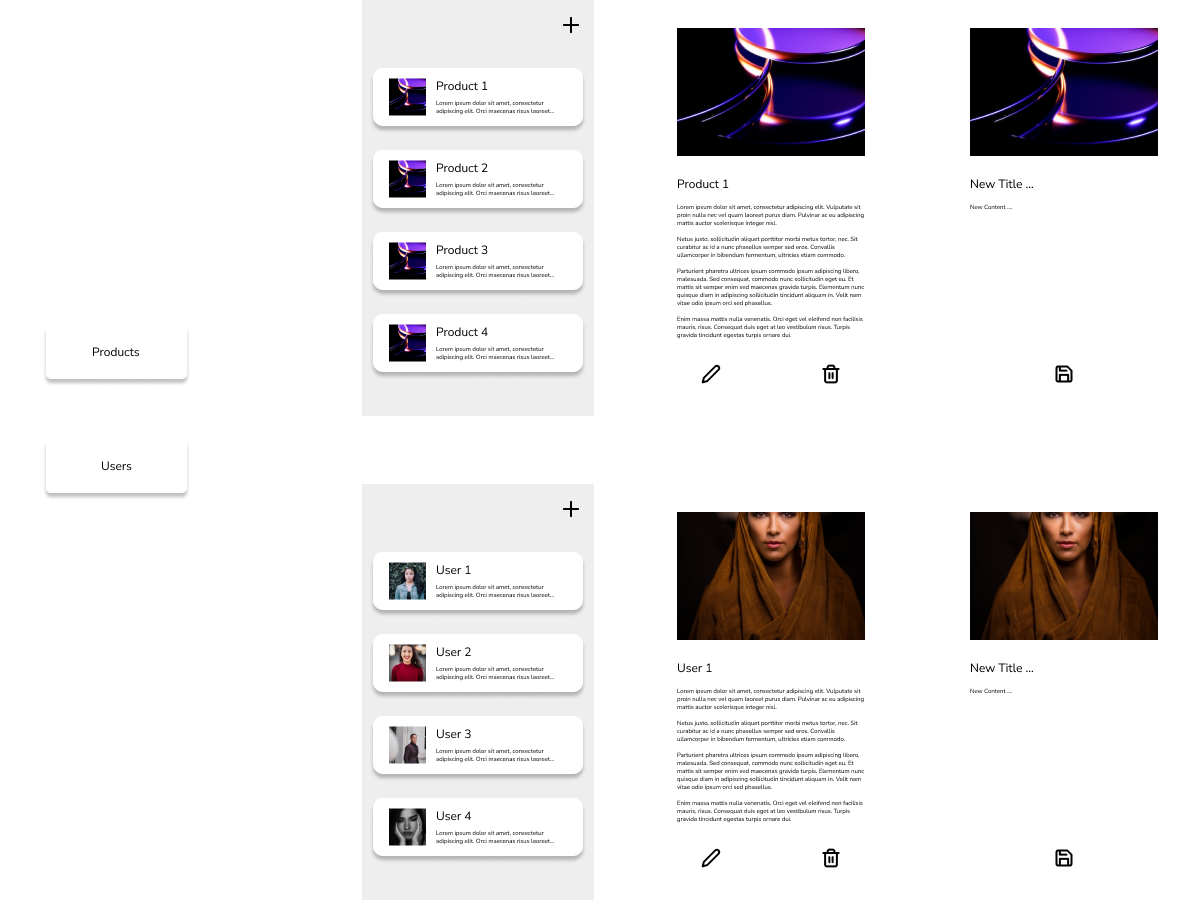 Products
Users
Product 1
Lorem ipsum dolor sit amet, consectetur
adipiscing elit. Orci maecenas risus laoreet...
Product 2
Lorem ipsum dolor sit amet, consectetur
adipiscing elit. Orci maecenas risus laoreet...
Product 3
Lorem ipsum dolor sit amet, consectetur
adipiscing elit. Orci maecenas risus laoreet...
Product 4
Lorem ipsum dolor sit amet, consectetur
adipiscing elit. Orci maecenas risus laoreet...
Product 1
Lorem ipsum dolor sit amet, consectetur adipiscing elit. Vulputate sit
proin nulla nec vel quam laoreet purus diam. Pulvinar ac eu adipiscing
mattis auctor scelerisque integer nisi.
Netus justo, sollicitudin aliquet porttitor morbi metus tortor, nec. Sit
curabitur ac id a nunc phasellus semper sed eros. Convallis
ullamcorper in bibendum fermentum, ultricies etiam commodo.
Parturient pharetra ultrices ipsum commodo ipsum adipiscing libero,
malesuada. Sed consequat, commodo nunc sollicitudin eget eu. Et
mattis sit semper enim sed maecenas gravida turpis. Elementum nunc
quisque diam in adipiscing sollicitudin tincidunt aliquam in. Velit nam
vitae odio ipsum orci sed phasellus.
Enim massa mattis nulla venenatis. Orci eget vel eleifend non facilisis
mauris, risus. Consequat duis eget at leo vestibulum risus. Turpis
gravida tincidunt egestas turpis ornare dui.
New Title ...
New Content ....
User 1
Lorem ipsum dolor sit amet, consectetur
adipiscing elit. Orci maecenas risus laoreet...
User 2
Lorem ipsum dolor sit amet, consectetur
adipiscing elit. Orci maecenas risus laoreet...
User 3
Lorem ipsum dolor sit amet, consectetur
adipiscing elit. Orci maecenas risus laoreet...
User 4
Lorem ipsum dolor sit amet, consectetur
adipiscing elit. Orci maecenas risus laoreet...
User 1
Lorem ipsum dolor sit amet, consectetur adipiscing elit. Vulputate sit
proin nulla nec vel quam laoreet purus diam. Pulvinar ac eu adipiscing
mattis auctor scelerisque integer nisi.
Netus justo, sollicitudin aliquet porttitor morbi metus tortor, nec. Sit
curabitur ac id a nunc phasellus semper sed eros. Convallis
ullamcorper in bibendum fermentum, ultricies etiam commodo.
Parturient pharetra ultrices ipsum commodo ipsum adipiscing libero,
malesuada. Sed consequat, commodo nunc sollicitudin eget eu. Et
mattis sit semper enim sed maecenas gravida turpis. Elementum nunc
quisque diam in adipiscing sollicitudin tincidunt aliquam in. Velit nam
vitae odio ipsum orci sed phasellus.
Enim massa mattis nulla venenatis. Orci eget vel eleifend non facilisis
mauris, risus. Consequat duis eget at leo vestibulum risus. Turpis
gravida tincidunt egestas turpis ornare dui.
New Title ...
New Content ....